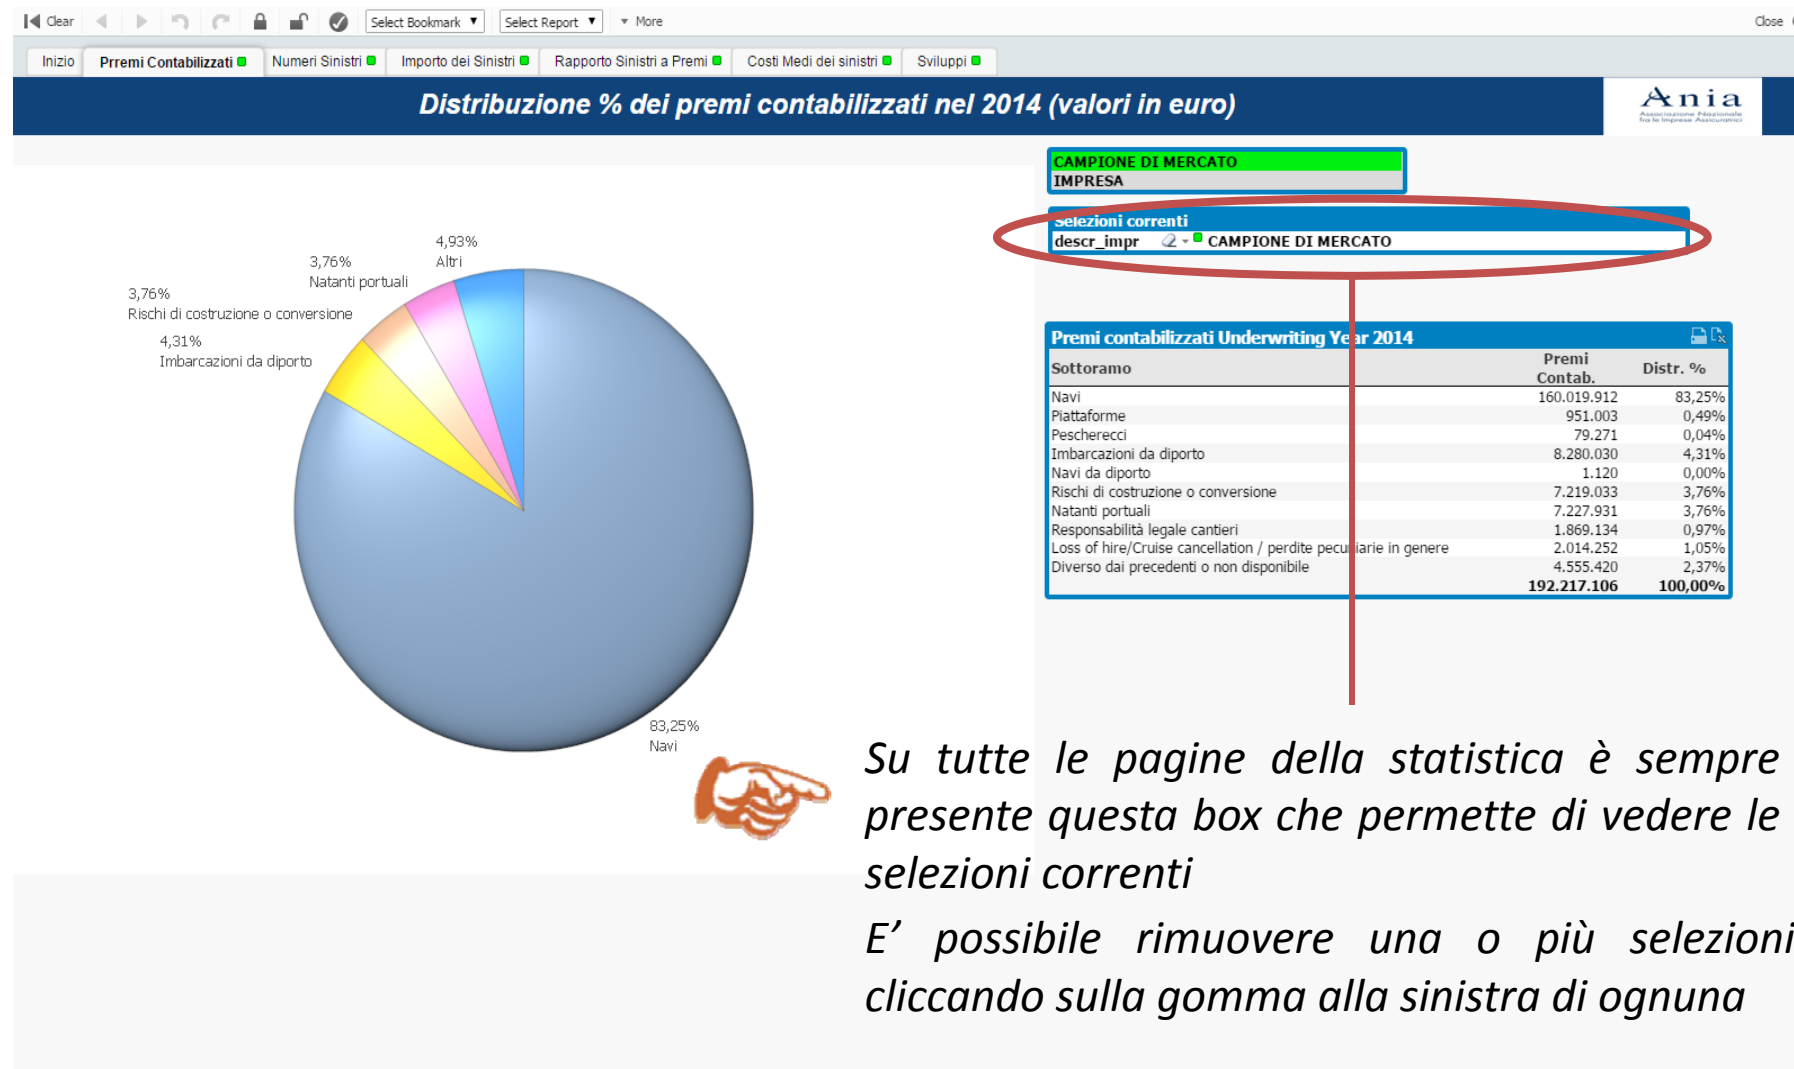 Clear
Select Bookmark
Select Report
More
Close
Inizio
Prremi Contabilizzati
Numeri Sinistri
Importo dei Sinistri
Rapporto Sinistri a Premi
Costi Medi dei sinistri
Sviluppi
Distribuzione % dei premi contabilizzati nel 2014 (valori in euro)
Ania
Associazione Nazionale
fra le Imprese Assicuratrici
CAMPIONE DI MERCATO
IMPRESA
Selezioni correnti
descr_impr CAMPIONE DI MERCATO
4,93%
Altri
3,76%
Natanti portuali
3,76%
Rischi di costruzione o conversione
4,31%
Imbarcazioni da diporto
83,25%
Navi
Premi contabilizzati Underwriting Year 2014
Sottoramo Premi Contab. Distr. %
Navi 160.019.912 83,25%
Piattaforme 951.003 0,49%
Pescherecci 79.271 0,04%
Imbarcazioni da diporto 8.280.030 4,31%
Navi da diporto 1.120 0,00%
Rischi di costruzione o conversione 7.219.033 3,76%
Natanti portuali 7.227.931 3,76%
Responsabilità legale cantieri 1.869.134 0,97%
Loss of hire/Cruise cancellation / perdite pecuniarie in genere 2.014.252 1,05%
Diverso dai precedenti o non disponibile 4.555.420 2,37%
192.217.106 100,00%
Su tutte le pagine della statistica è sempre
presente questa box che permette di vedere le
selezioni correnti
E’ possibile rimuovere una o più selezioni
cliccando sulla gomma alla sinistra di ognuna